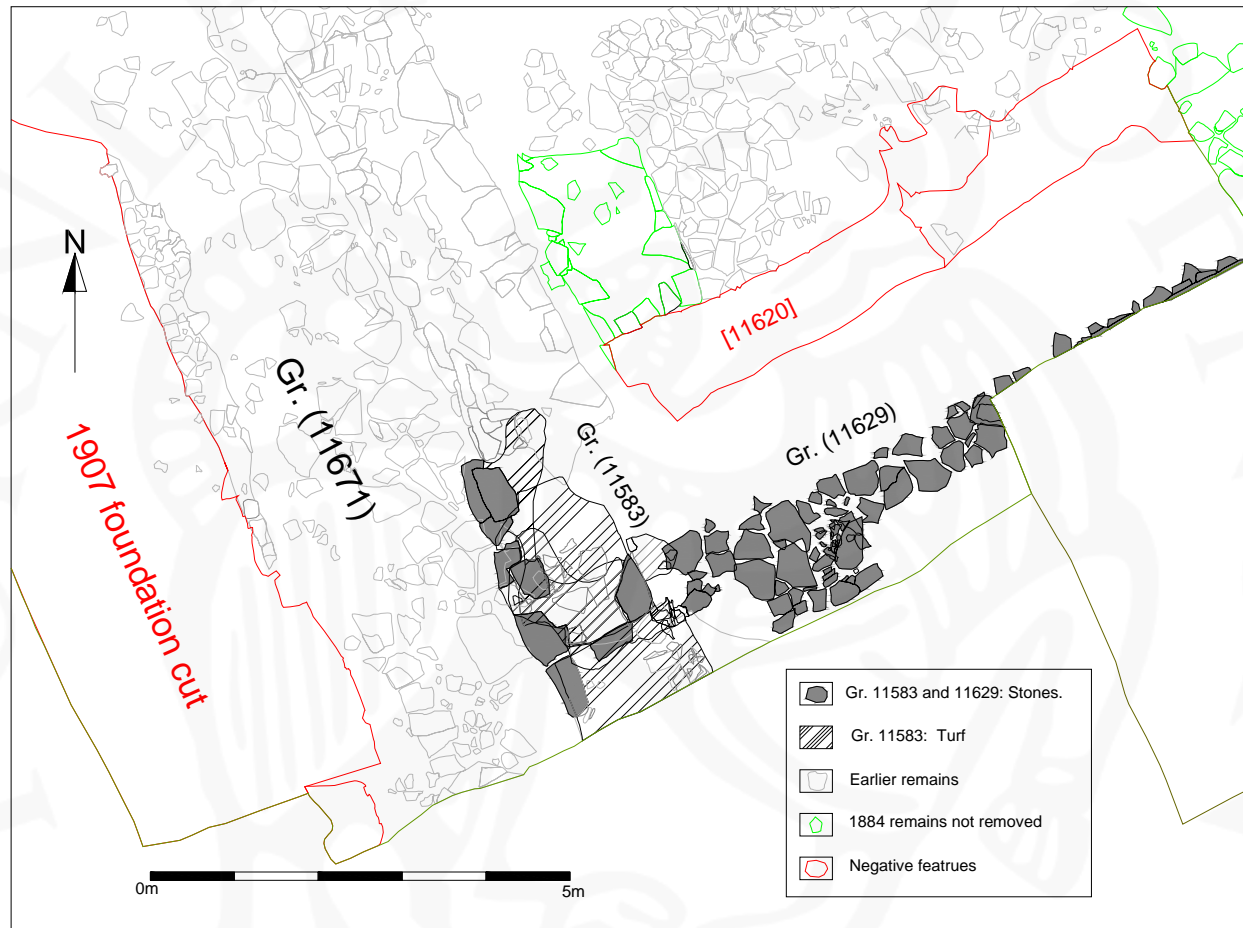 N
[11620]
Gr. (11671)
Gr. (11583)
Gr. (11629)
1907 foundation cut
Gr. 11583 and 11629: Stones.
Gr. 11583: Turf
Earlier remains
1884 remains not removed
Negative featrues
0m
5m